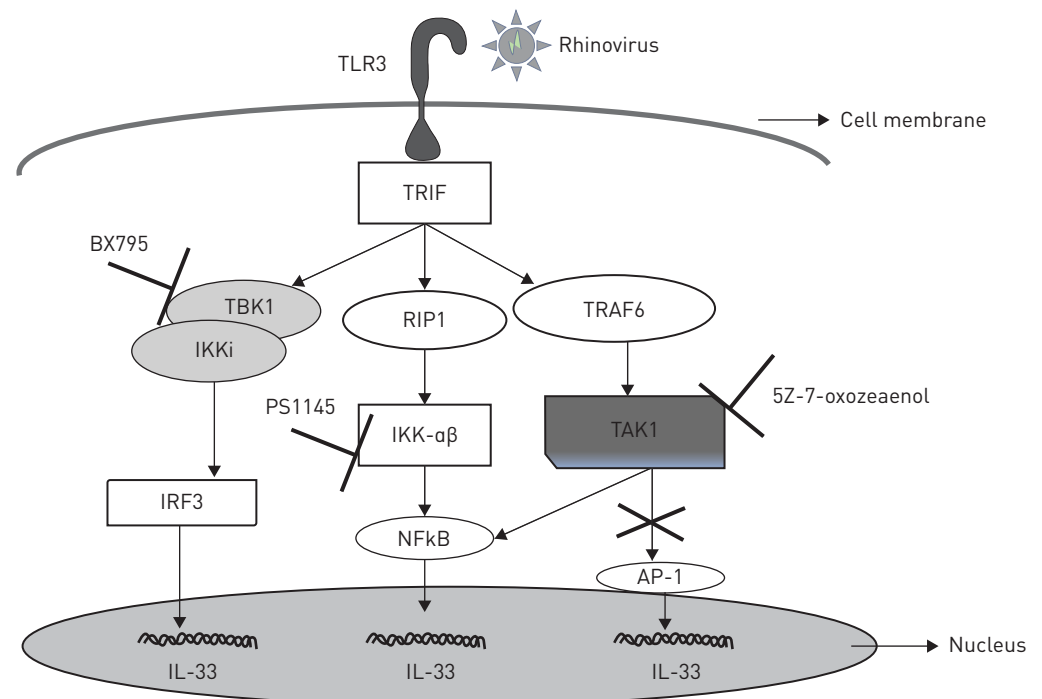 Rhinovirus
TLR3
Cell membrane
TRIF
BX795
TBK1
RIP1
TRAF6
IKKi
PS1145
5Z-7-oxozeaenol
IKK-αβ
TAK1
IRF3
NFkB
AP-1
Nucleus
IL-33
IL-33
IL-33